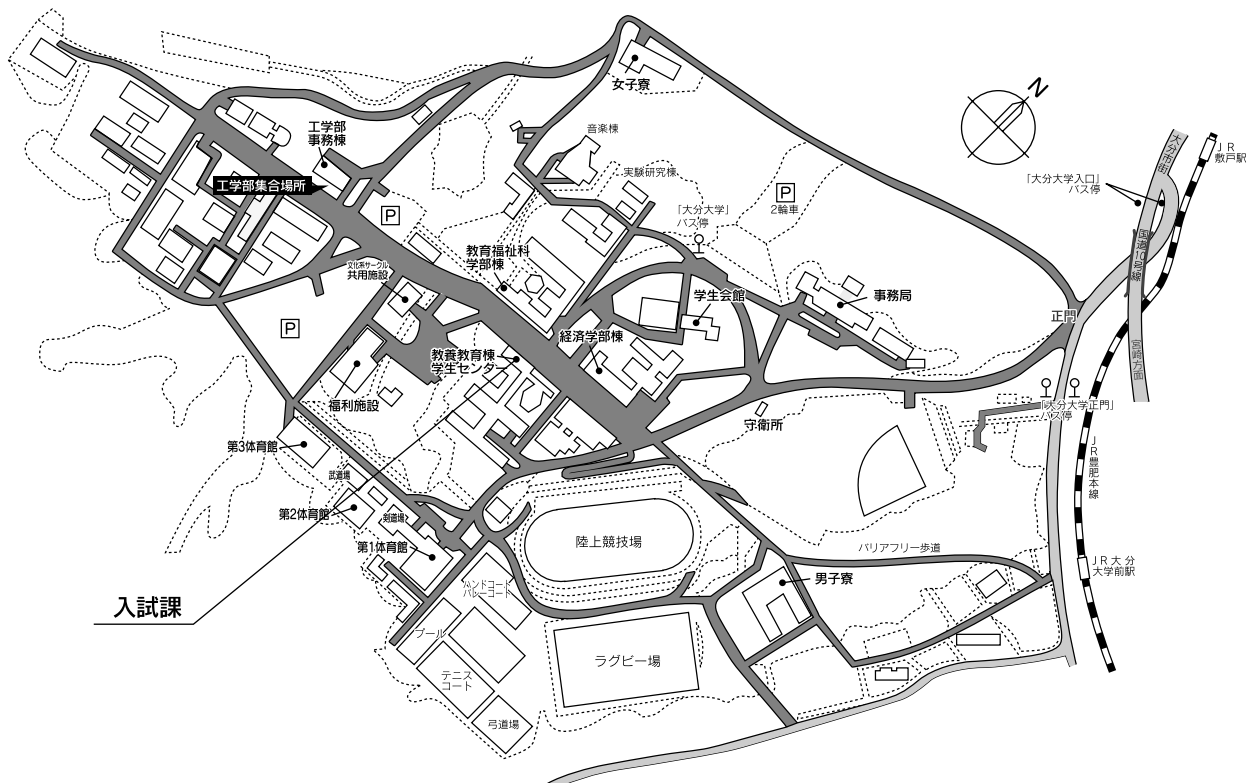 N
女子寮
音楽棟
実験研究棟
工学部
事務棟
工学部集合場所
P
P
2輪車
「大分大学」
バス停
大分市街
JR
敷戸駅
「大分大学入口」
バス停
国道10号線
宮崎方面
教育福祉科
学部棟
文化系サークル
共用施設
学生会館
事務局
正門
P
経済学部棟
教養教育棟
学生センター
福利施設
守衛所
「大分大学正門」
バス停
JR豊肥本線
第3体育館
武道場
第2体育館
剣道場
第1体育館
陸上競技場
バリアフリー歩道
JR大分
大学前駅
男子寮
ハンドコート
バレーコート
入試課
プール
ラグビー場
テニス
コート
弓道場